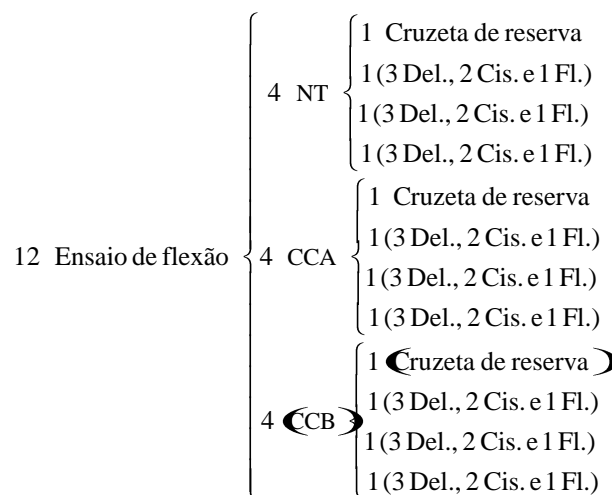 1 Cruzeta de reserva
1 (3 Del., 2 Cis. e 1 Fl.)
4 NT
1 (3 Del., 2 Cis. e 1 Fl.)
1 (3 Del., 2 Cis. e 1 Fl.)
1 Cruzeta de reserva
1 (3 Del., 2 Cis. e 1 Fl.)
12 Ensaio de flexão 4 CCA
1 (3 Del., 2 Cis. e 1 Fl.)
1 (3 Del., 2 Cis. e 1 Fl.)
1 (Cruzeta de reserva)
1 (3 Del., 2 Cis. e 1 Fl.)
4 (CCB)
1 (3 Del., 2 Cis. e 1 Fl.)
1 (3 Del., 2 Cis. e 1 Fl.)